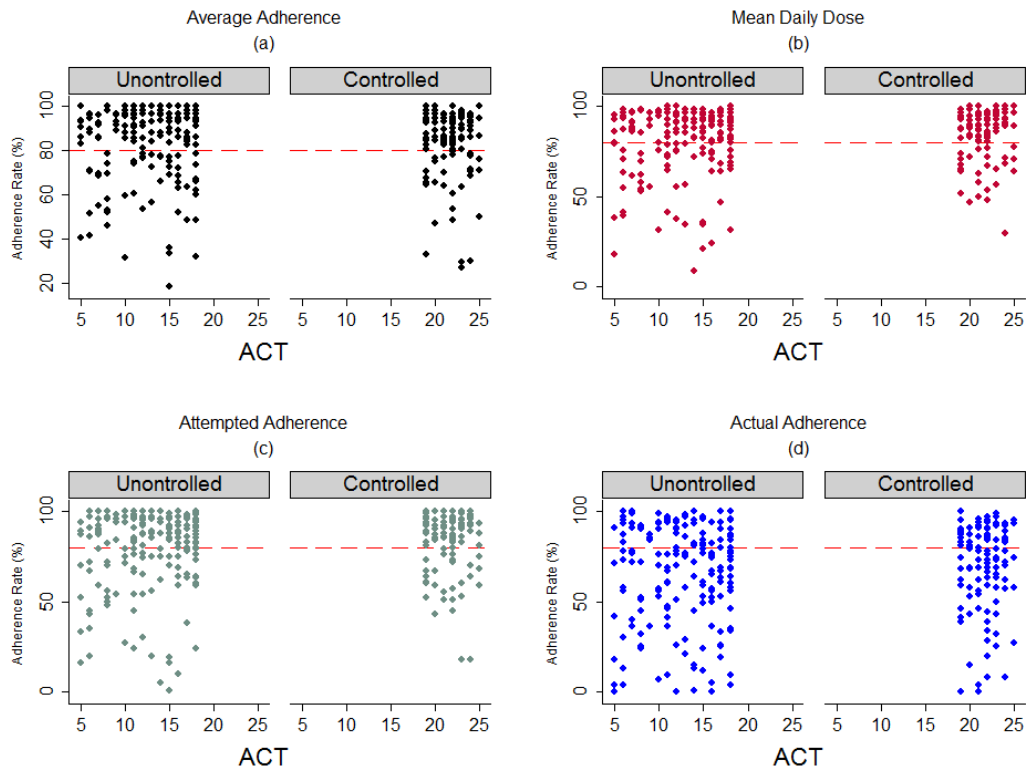 Average Adherence
(a)
Unontrolled Controlled
Adherence Rate (%)
100
80
60
40
20
5 10 15 20 25 5 10 15 20 25
ACT
Mean Daily Dose
(b)
Unontrolled Controlled
Adherence Rate (%)
100
50
0
5 10 15 20 25 5 10 15 20 25
ACT
Attempted Adherence
(c)
Unontrolled Controlled
Adherence Rate (%)
100
50
0
5 10 15 20 25 5 10 15 20 25
ACT
Actual Adherence
(d)
Unontrolled Controlled
Adherence Rate (%)
100
50
0
5 10 15 20 25 5 10 15 20 25
ACT